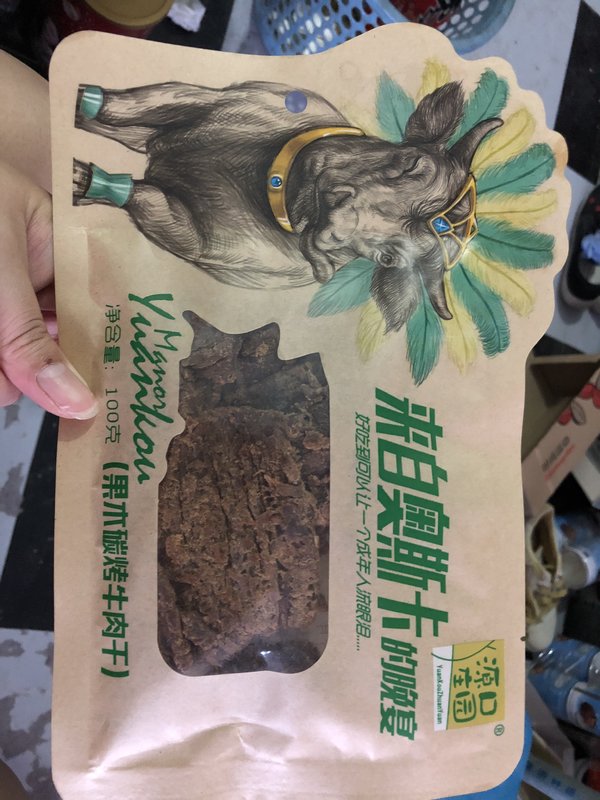 源口
庄园
YuanKouZhuanYuan
®
来自奥斯卡的晚宴
好吃到可以让一个成年人流眼泪.....
Manor
Yuankou
净含量：100克（果木碳烤牛肉干）